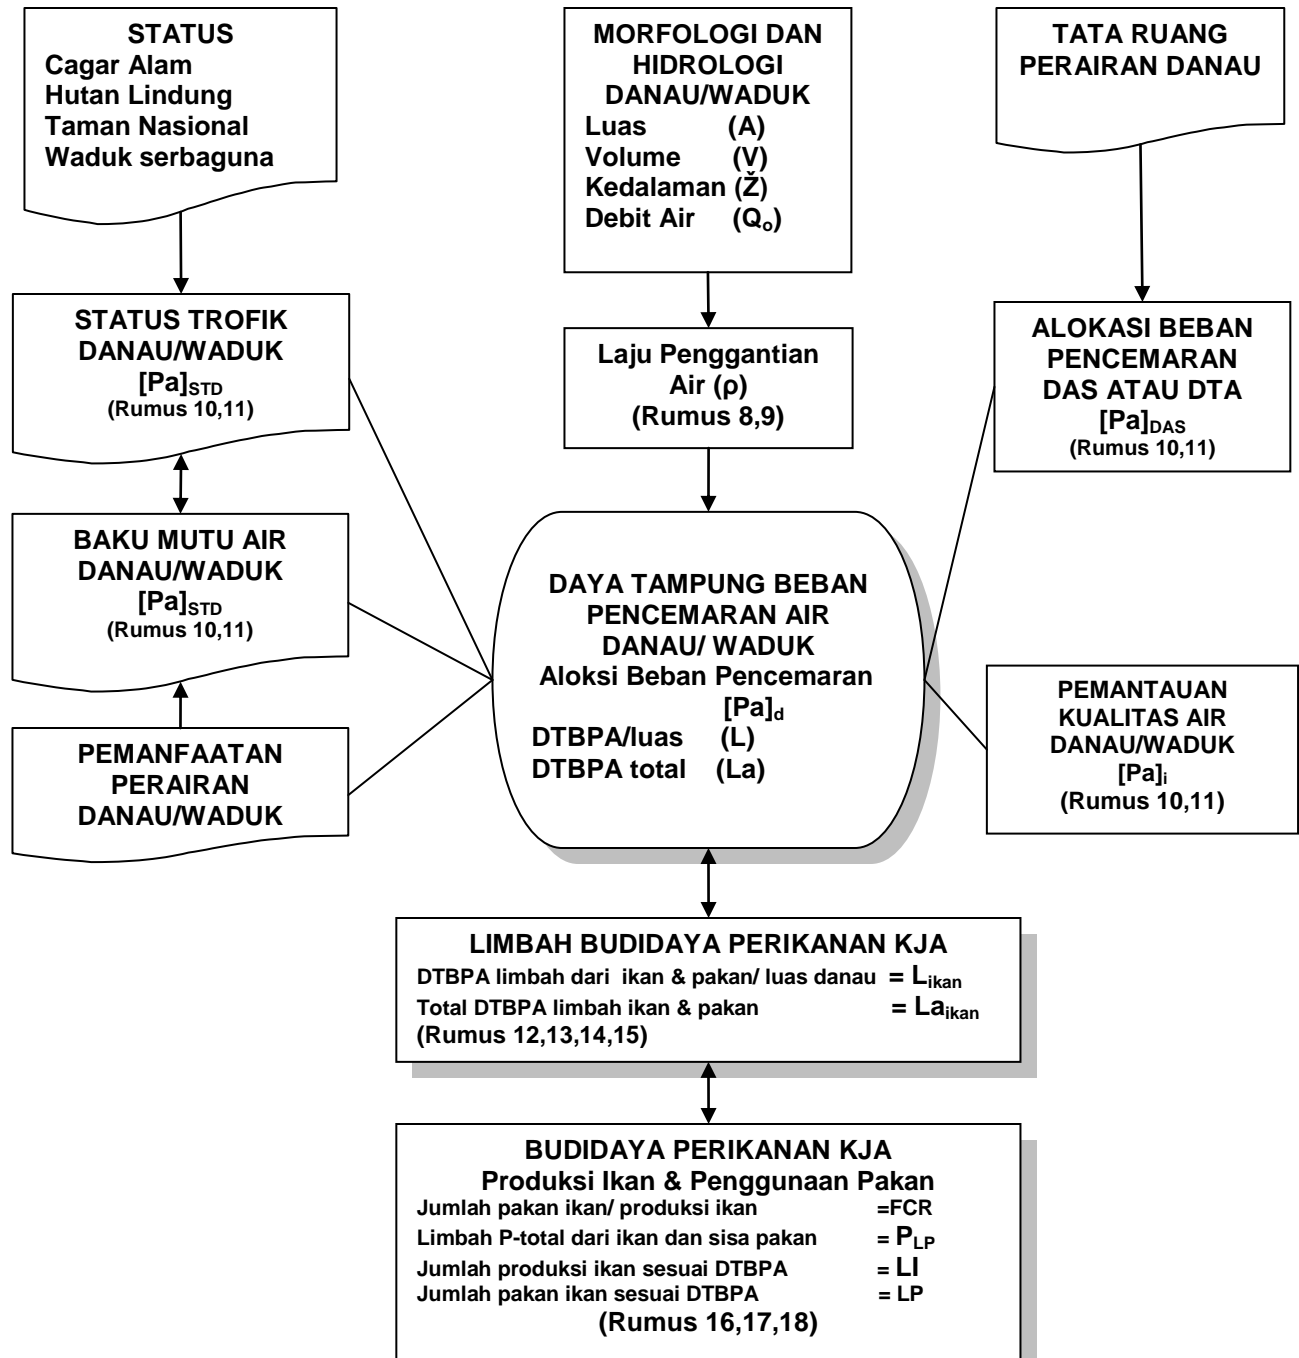 STATUS
Cagar Alam
Hutan Lindung
Taman Nasional
Waduk serbaguna
MORFOLOGI DAN
HIDROLOGI
DANAU/WADUK
Luas (A)
Volume (V)
Kedalaman (Ž)
Debit Air (Qₒ)
TATA RUANG
PERAIRAN DANAU
STATUS TROFIK
DANAU/WADUK
[Pa]STD
(Rumus 10,11)
Laju Penggantian
Air (ρ)
(Rumus 8,9)
ALOKASI BEBAN
PENCEMARAN
DAS ATAU DTA
[Pa]DAS
(Rumus 10,11)
BAKU MUTU AIR
DANAU/WADUK
[Pa]STD
(Rumus 10,11)
DAYA TAMPUNG BEBAN
PENCEMARAN AIR
DANAU/ WADUK
Aloksi Beban Pencemaran
[Pa]d
DTBPA/luas (L)
DTBPA total (La)
PEMANTAUAN
KUALITAS AIR
DANAU/WADUK
[Pa]i
(Rumus 10,11)
PEMANFAATAN
PERAIRAN
DANAU/WADUK
LIMBAH BUDIDAYA PERIKANAN KJA
DTBPA limbah dari ikan & pakan/ luas danau = Likan
Total DTBPA limbah ikan & pakan = Laikan
(Rumus 12,13,14,15)
BUDIDAYA PERIKANAN KJA
Produksi Ikan & Penggunaan Pakan
Jumlah pakan ikan/ produksi ikan =FCR
Limbah P-total dari ikan dan sisa pakan = PLP
Jumlah produksi ikan sesuai DTBPA = LI
Jumlah pakan ikan sesuai DTBPA = LP
(Rumus 16,17,18)